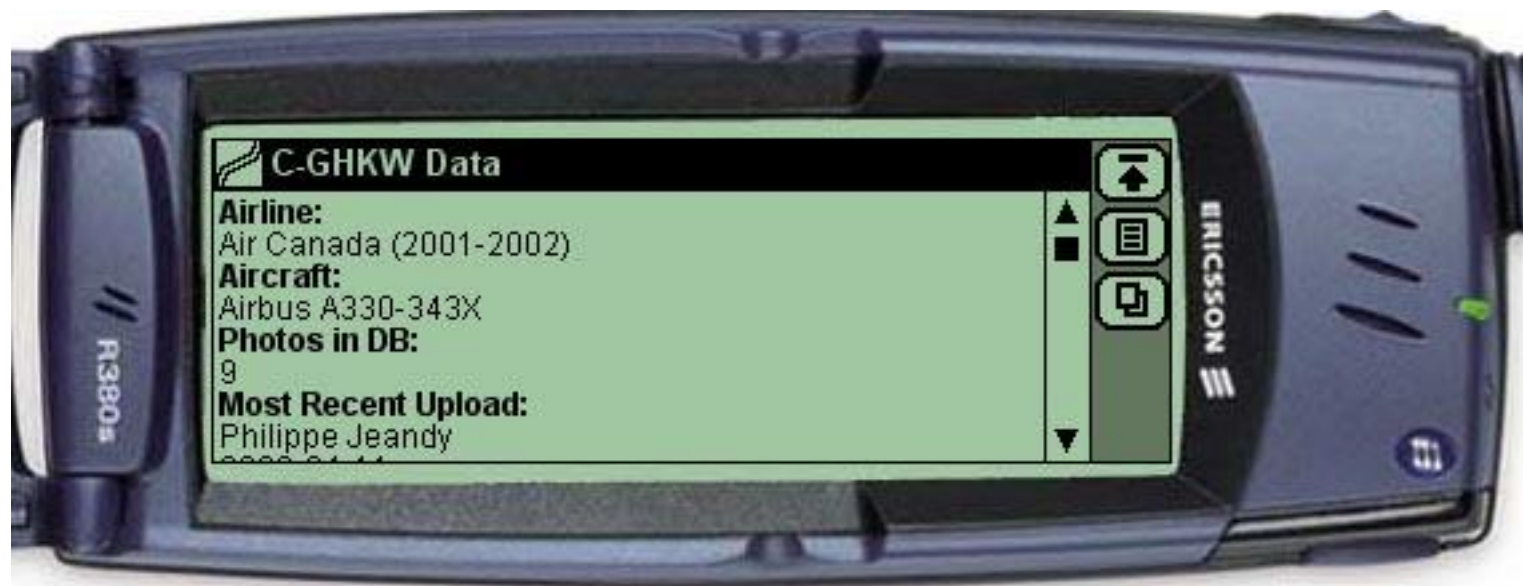 C-GHKW Data
Airline:
Air Canada (2001-2002)
Aircraft:
Airbus A330-343X
Photos in DB:
9
Most Recent Upload:
Philippe Jeandy
ERICSSON
R380s